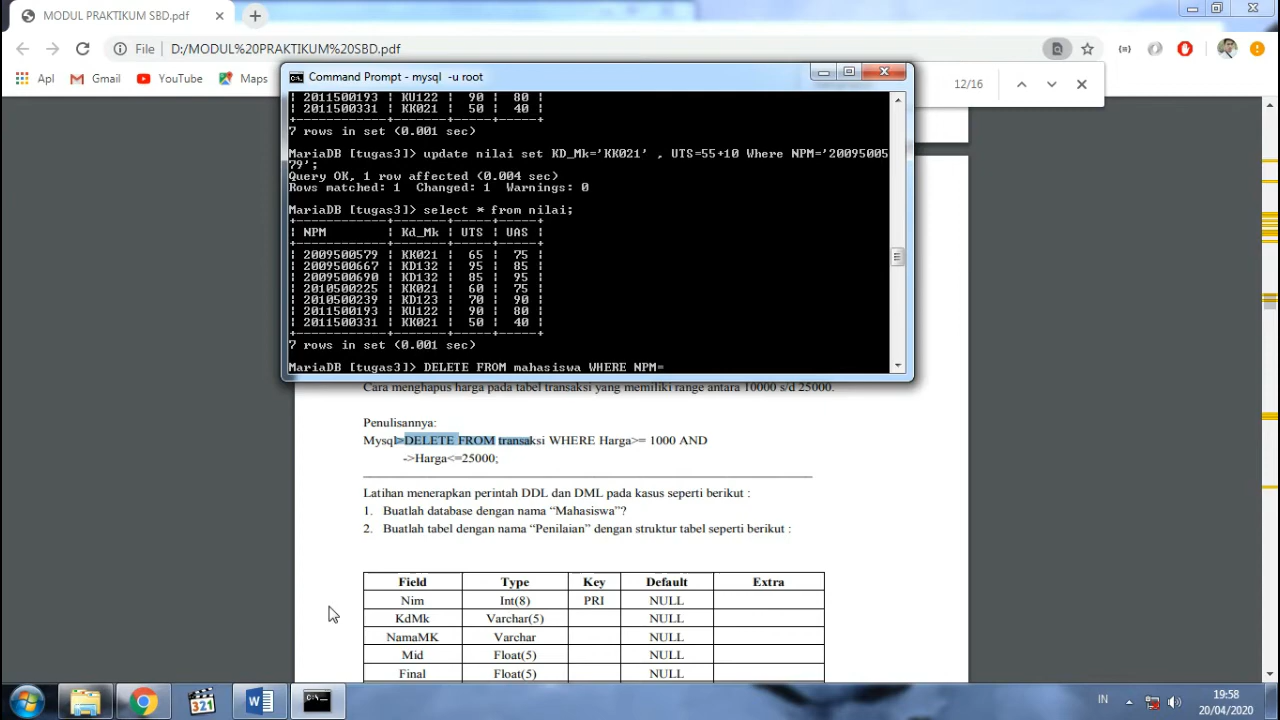 MODUL PRAKTIKUM SBD.pdf
File D:/MODUL%20PRAKTIKUM%20SBD.pdf
Apl Gmail YouTube Maps
12/16
Command Prompt - mysql -u root
| 2011500193 | KU122 | 90 | 80 |
| 2011500331 | KK021 | 50 | 40 |
+------------+-------+-----+-----+
7 rows in set (0.001 sec)
MariaDB [tugas3]> update nilai set KD_Mk='KK021' , UTS=55+10 Where NPM='20095005
79';
Query OK, 1 row affected (0.004 sec)
Rows matched: 1 Changed: 1 Warnings: 0
MariaDB [tugas3]> select * from nilai;
+------------+-------+-----+-----+
| NPM | Kd_Mk | UTS | UAS |
+------------+-------+-----+-----+
| 2009500579 | KK021 | 65 | 75 |
| 2009500667 | KD132 | 95 | 85 |
| 2009500690 | KD132 | 85 | 95 |
| 2010500225 | KK021 | 60 | 75 |
| 2010500239 | KD123 | 70 | 90 |
| 2011500193 | KU122 | 90 | 80 |
| 2011500331 | KK021 | 50 | 40 |
+------------+-------+-----+-----+
7 rows in set (0.001 sec)
MariaDB [tugas3]> DELETE FROM mahasiswa WHERE NPM=
Cara menghapus harga pada tabel transaksi yang memiliki range antara 10000 s/d 25000.
Penulisannya:
Mysql>DELETE FROM transaksi WHERE Harga>= 1000 AND
->Harga<=25000;
Latihan menerapkan perintah DDL dan DML pada kasus seperti berikut :
1. Buatlah database dengan nama “Mahasiswa”?
2. Buatlah tabel dengan nama “Penilaian” dengan struktur tabel seperti berikut :
Field Type Key Default Extra
Nim Int(8) PRI NULL
KdMk Varchar(5) NULL
NamaMK Varchar NULL
Mid Float(5) NULL
Final Float(5) NULL
IN
19:58
20/04/2020